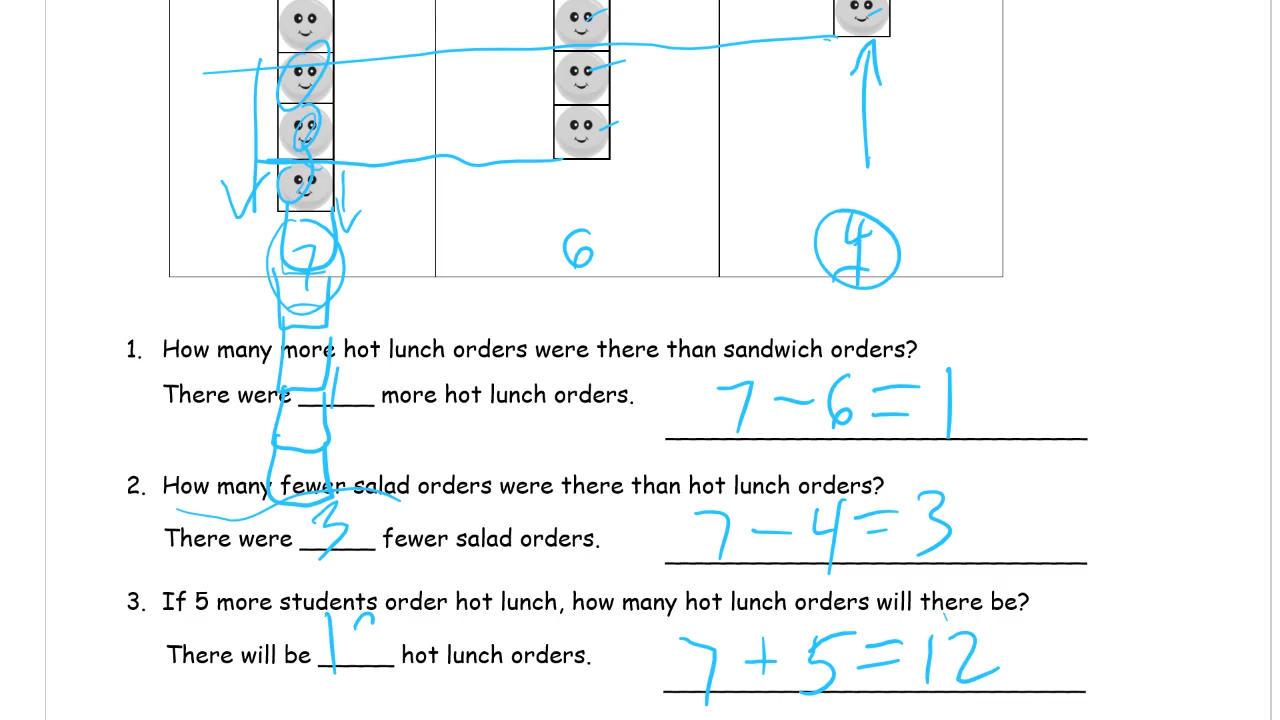 7 6 4
1. How many more hot lunch orders were there than sandwich orders?
There were 1 more hot lunch orders. 7 - 6 = 1
2. How many fewer salad orders were there than hot lunch orders?
There were 3 fewer salad orders. 7 - 4 = 3
3. If 5 more students order hot lunch, how many hot lunch orders will there be?
There will be 1 hot lunch orders. 7 + 5 = 12